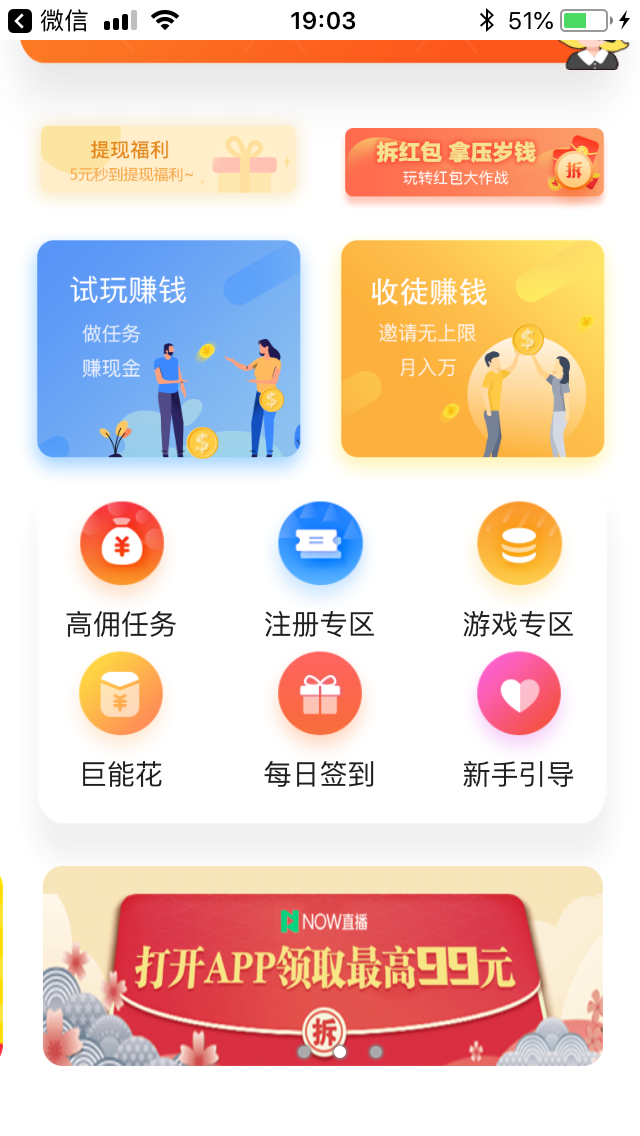 微信
19:03
51%
提现福利
5元秒到提现福利~
拆红包 拿压岁钱
玩转红包大作战
拆
试玩赚钱
做任务
赚现金
收徒赚钱
邀请无上限
月入万
高佣任务
注册专区
游戏专区
巨能花
每日签到
新手引导
NOW直播
打开APP领取最高99元
拆